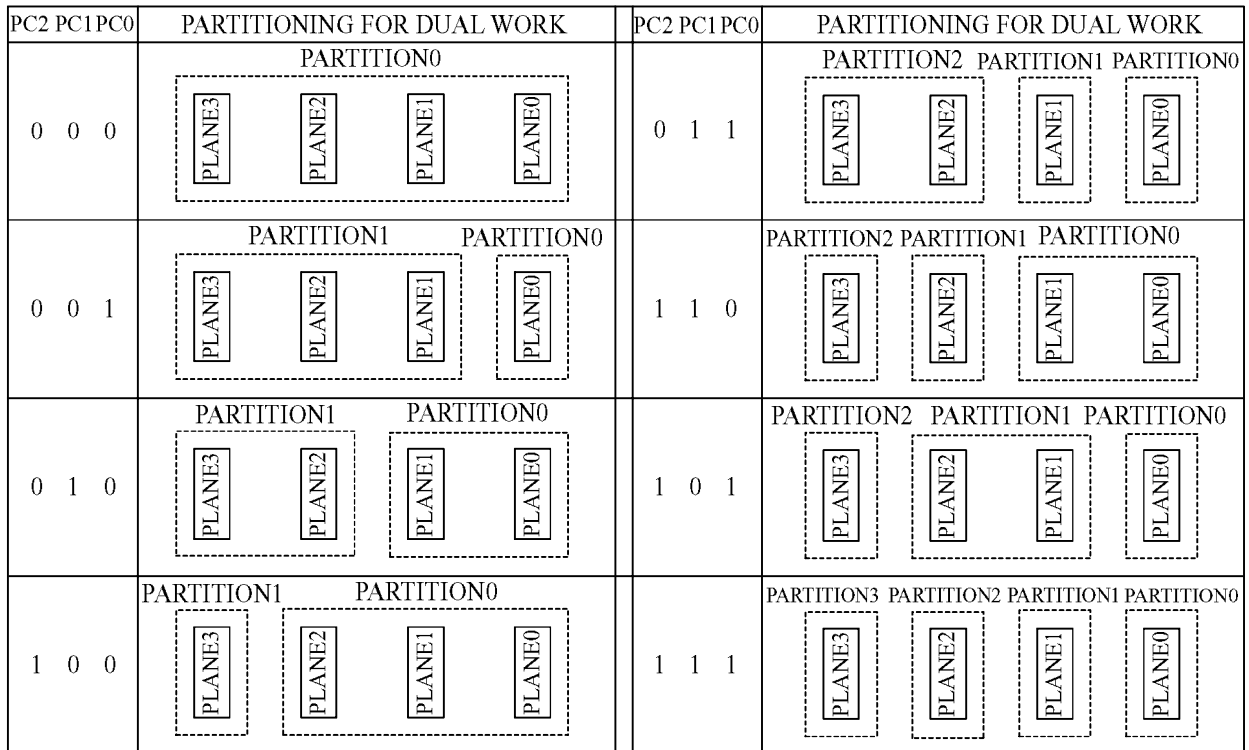 PC2 PC1PC0 PARTITIONING FOR DUAL WORK PC2 PC1PC0 PARTITIONING FOR DUAL WORK
PARTITION0
0 0 0 PLANE3 PLANE2 PLANE1 PLANE0
PARTITION2 PARTITION1 PARTITION0
0 1 1 PLANE3 PLANE2 PLANE1 PLANE0
PARTITION1 PARTITION0
0 0 1 PLANE3 PLANE2 PLANE1 PLANE0
PARTITION2 PARTITION1 PARTITION0
1 1 0 PLANE3 PLANE2 PLANE1 PLANE0
PARTITION1 PARTITION0
0 1 0 PLANE3 PLANE2 PLANE1 PLANE0
PARTITION2 PARTITION1 PARTITION0
1 0 1 PLANE3 PLANE2 PLANE1 PLANE0
PARTITION1 PARTITION0
1 0 0 PLANE3 PLANE2 PLANE1 PLANE0
PARTITION3 PARTITION2 PARTITION1 PARTITION0
1 1 1 PLANE3 PLANE2 PLANE1 PLANE0